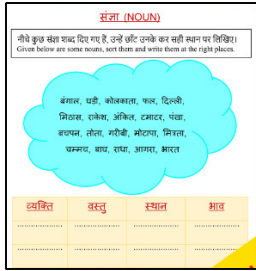 संज्ञा (NOUN)
नीचे कुछ संज्ञा शब्द दिए गए हैं, उन्हें छाँट उनके कर सही स्थान पर लिखिए।
Given below are some nouns, sort them and write them at the right places.
बंगाल, घडी, कोलकाता, फल, दिल्ली,
मिठास, राकेश, अंकित, टमाटर, पंखा,
बचपन, तोता, गरीबी, मोटापा, मित्रता,
चम्मच, बाघ, राधा, आगरा, भारत
व्यक्ति वस्तु स्थान भाव